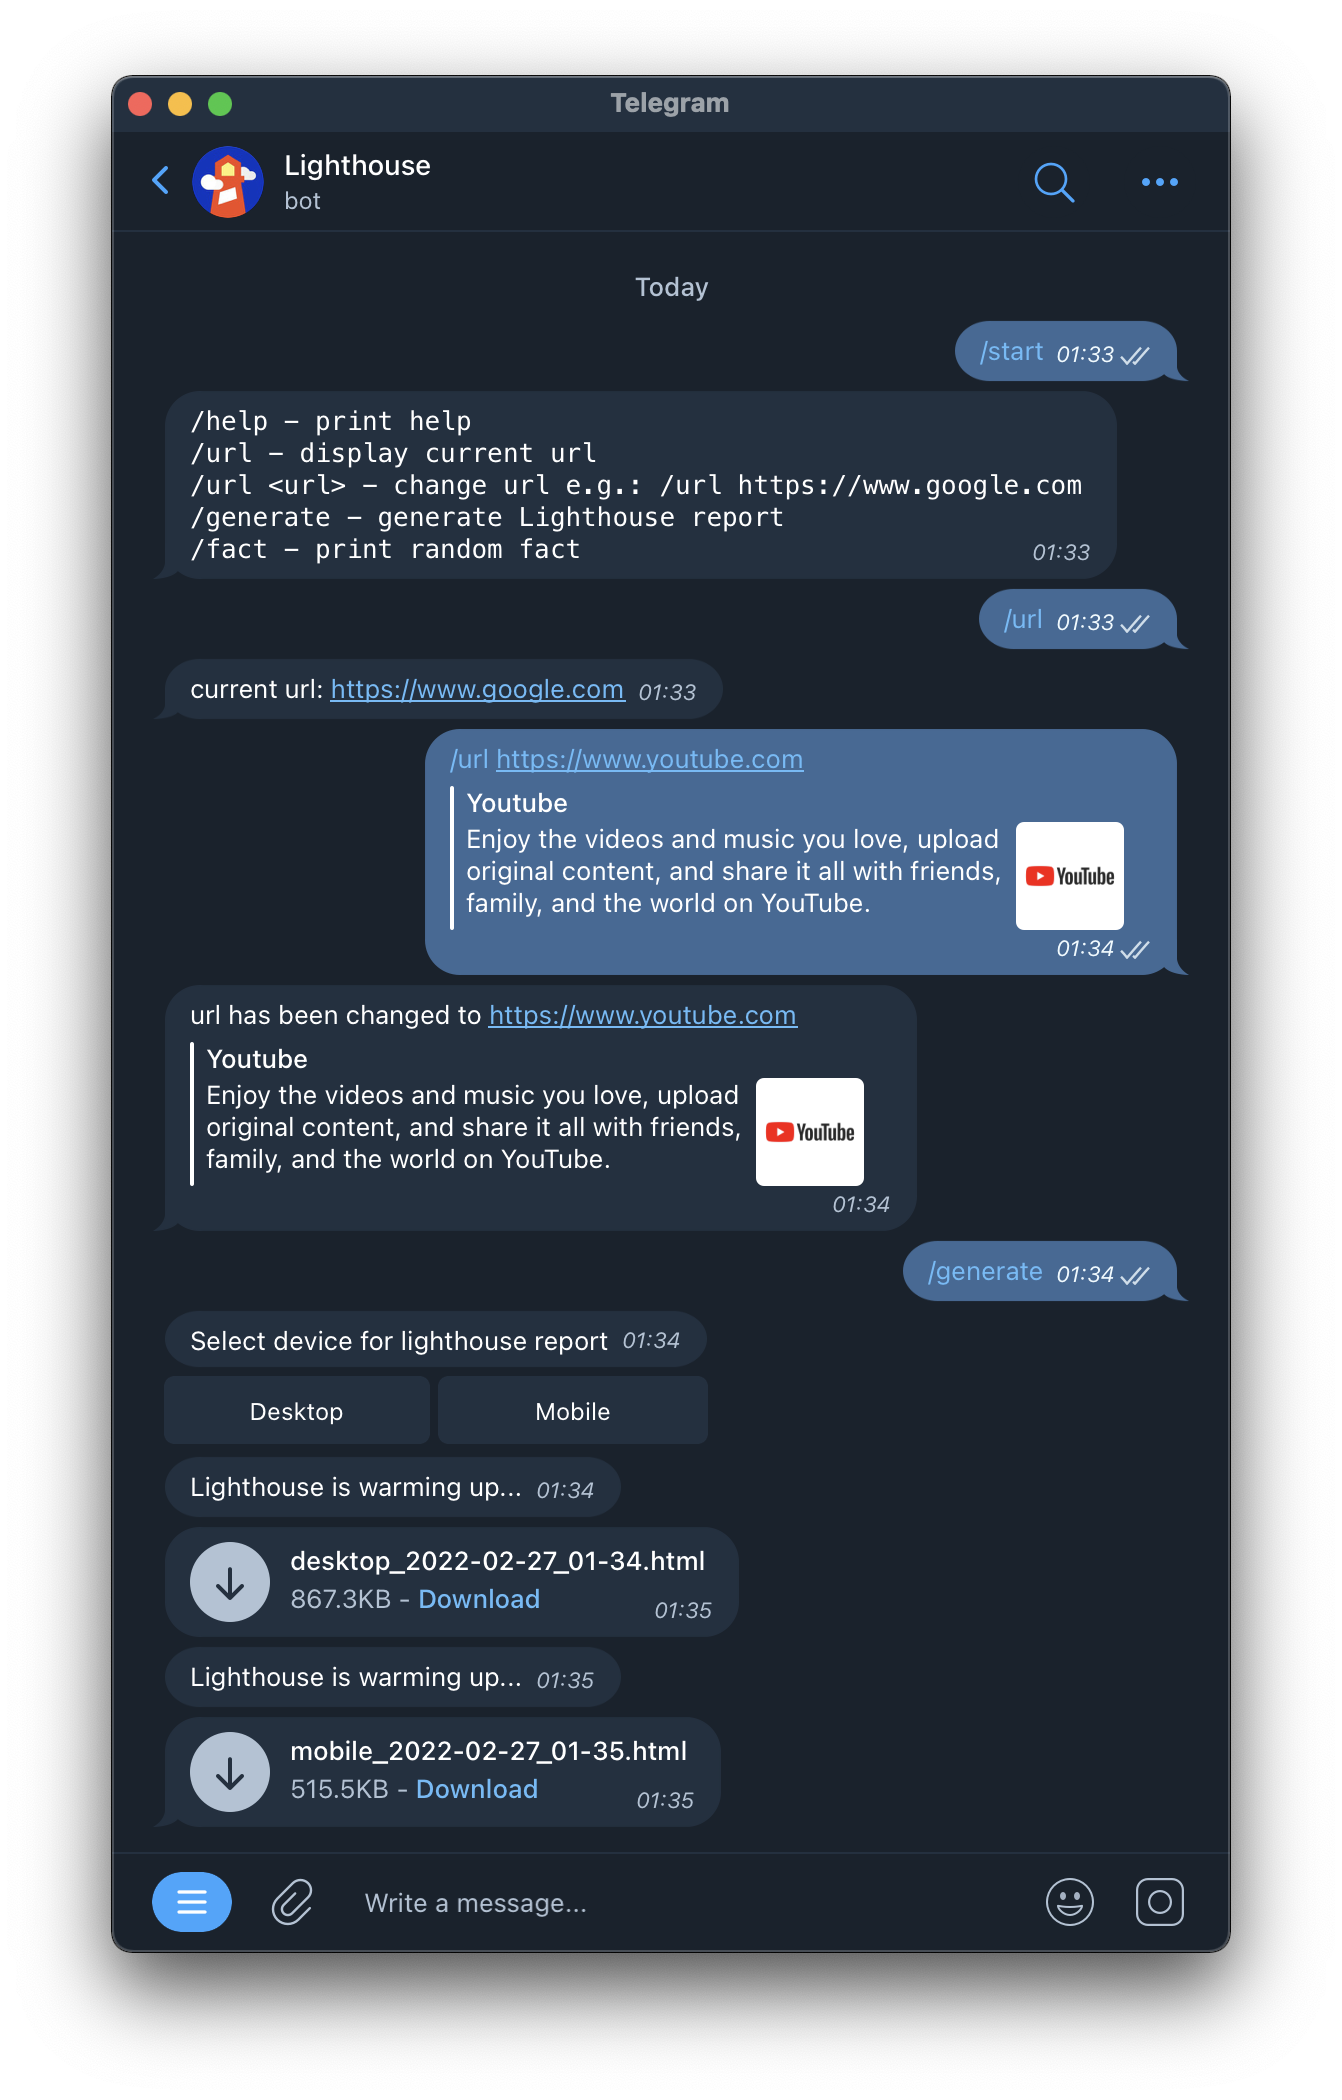 Telegram
Lighthouse
bot
Today
/start 01:33
/help – print help
/url – display current url
/url <url> – change url e.g.: /url https://www.google.com
/generate – generate Lighthouse report
/fact – print random fact
01:33
/url 01:33
current url: https://www.google.com 01:33
/url https://www.youtube.com
Youtube
Enjoy the videos and music you love, upload
original content, and share it all with friends,
family, and the world on YouTube.
YouTube
01:34
url has been changed to https://www.youtube.com
Youtube
Enjoy the videos and music you love, upload
original content, and share it all with friends,
family, and the world on YouTube.
YouTube
01:34
/generate 01:34
Select device for lighthouse report 01:34
Desktop
Mobile
Lighthouse is warming up... 01:34
desktop_2022-02-27_01-34.html
867.3KB - Download
01:35
Lighthouse is warming up... 01:35
mobile_2022-02-27_01-35.html
515.5KB - Download
01:35
Write a message...